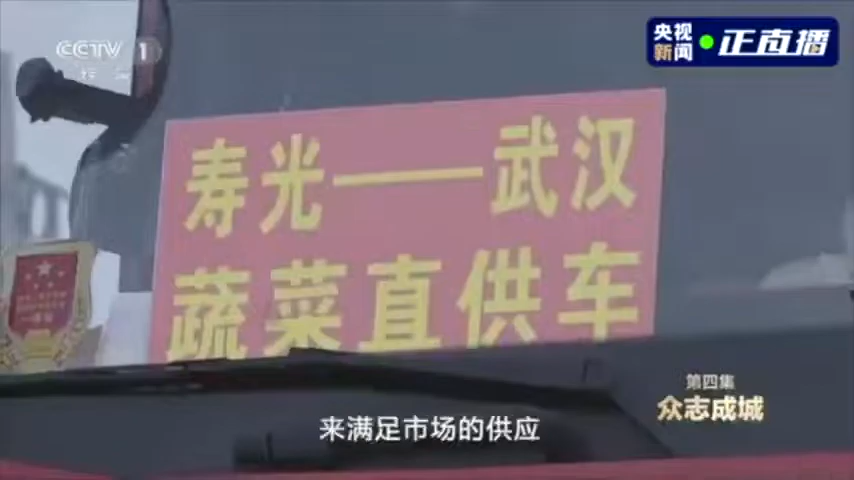 CCTV 1
央视
新闻
正直播
寿光——武汉
蔬菜直供车
第四集
众志成城
来满足市场的供应